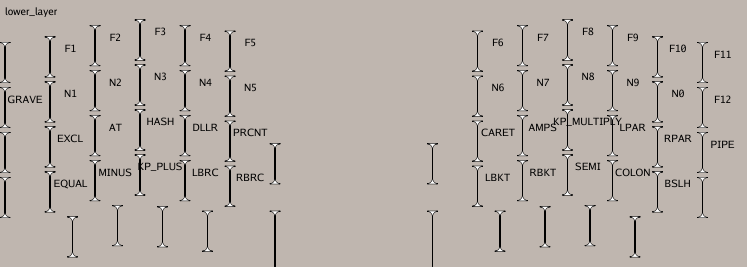 lower_layer
F1 F2 F3 F4 F5 F6 F7 F8 F9 F10 F11
GRAVE N1 N2 N3 N4 N5 N6 N7 N8 N9 N0 F12
EXCL AT HASH DLLR PRCNT CARET AMPS KP_MULTIPLY LPAR RPAR PIPE
EQUAL MINUS KP_PLUS LBRC RBRC LBKT RBKT SEMI COLON BSLH